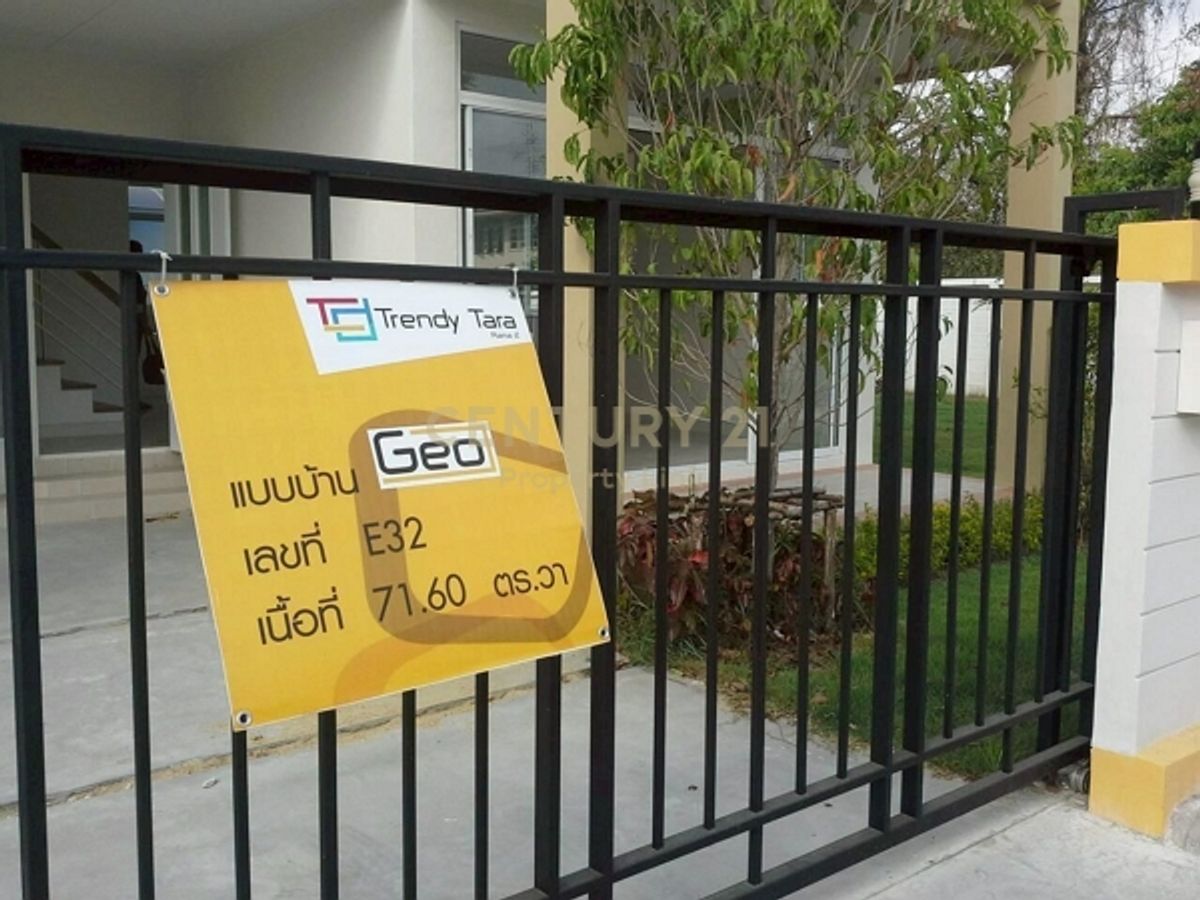 Trendy Tara
แบบบ้าน Geo
เลขที่ E32
เนื้อที่ 71.60 ตร.วา
CENTURY 21